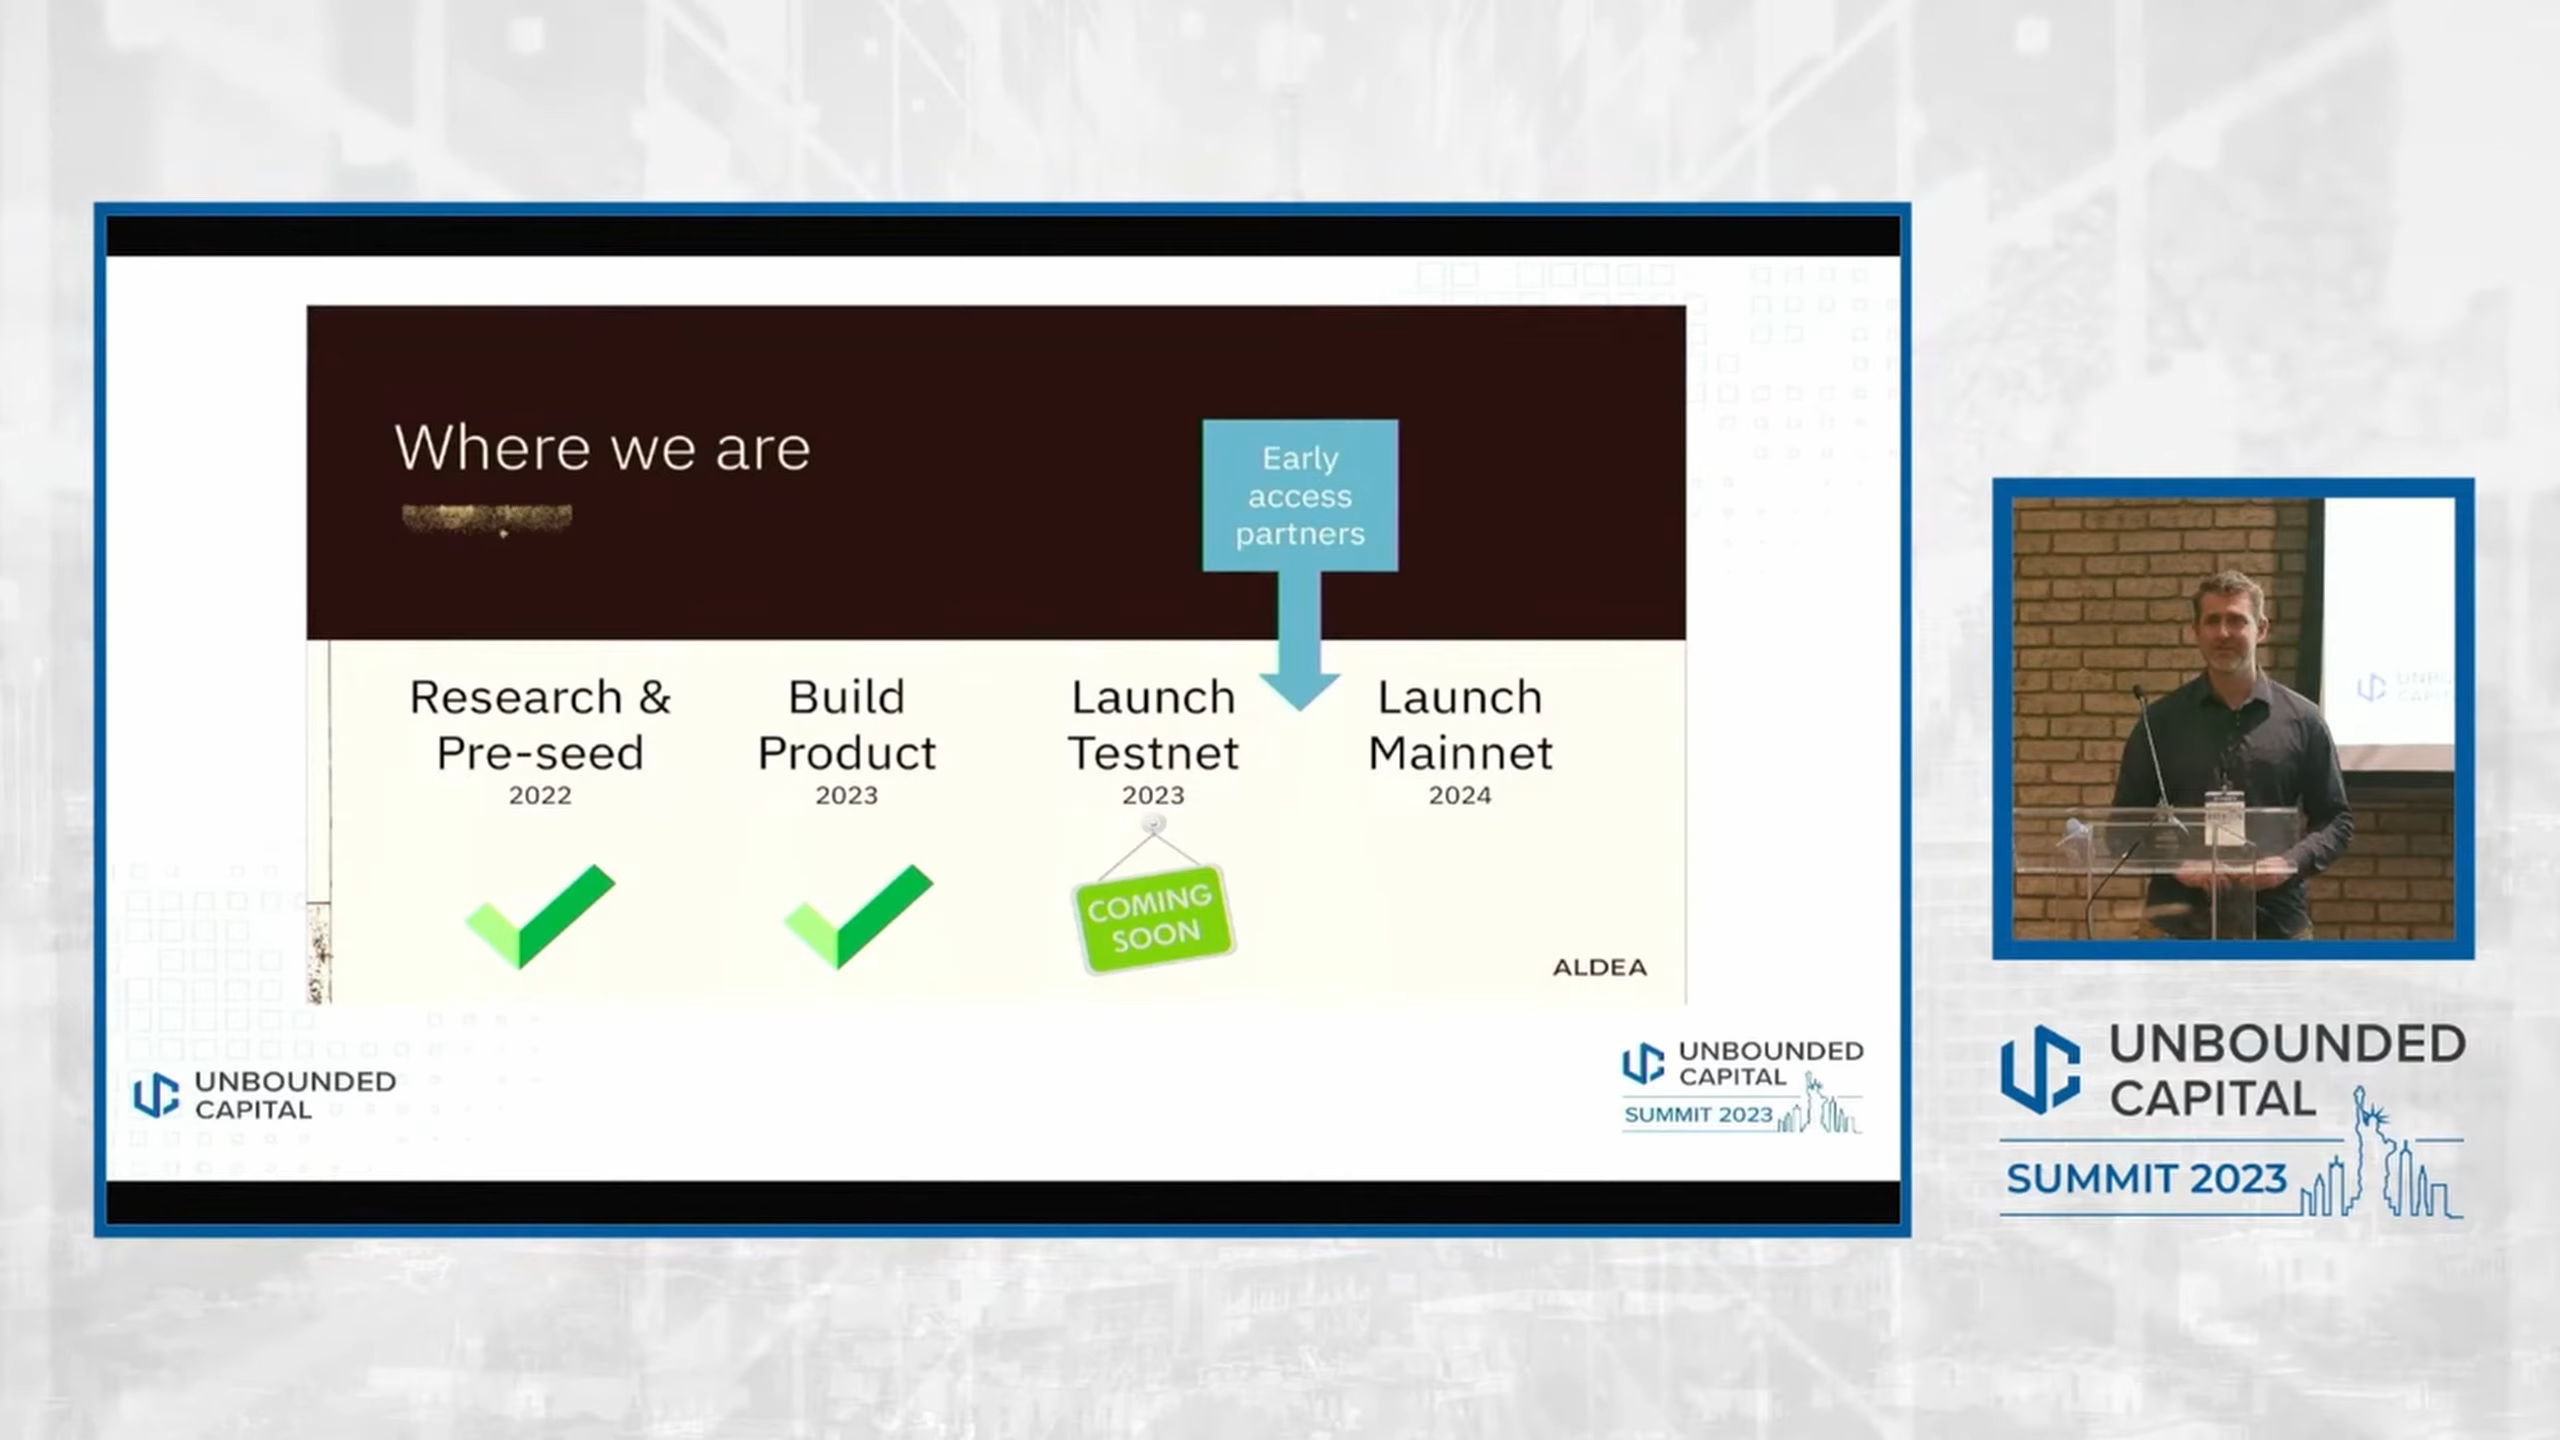 Where we are
Early
access
partners
Research &
Pre-seed
2022
Build
Product
2023
Launch
Testnet
2023
COMING
SOON
Launch
Mainnet
2024
ALDEA
UNBOUNDED
CAPITAL
UNBOUNDED
CAPITAL
SUMMIT 2023
UNBOUNDED
CAPITAL
SUMMIT 2023